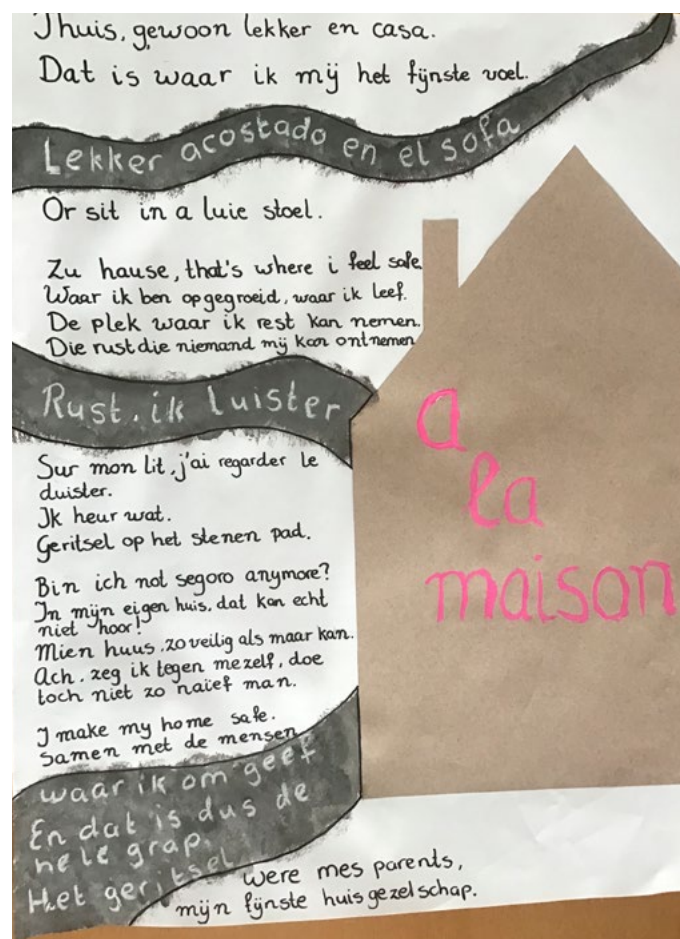 Thuis, gewoon lekker en casa.
Dat is waar ik mij het fijnste voel.
Lekker acostado en el sofa
Or sit in a luie stoel.
Zu hause, that's where i feel safe
Waar ik ben opgegroeid, waar ik leef.
De plek waar ik rest kan nemen.
Die rust die niemand mij kan ontnemen
Rust, ik luister
Sur mon lit, j'ai regarder le
duister.
Ik heur wat.
Geritsel op het stenen pad.
Bin ich not segoro anymore?
In mijn eigen huis, dat kan echt
niet hoor!
Mien huus, zo veilig als maar kan.
Ach, zeg ik tegen mezelf, doe
toch niet zo naïef man.
I make my home safe.
Samen met de mensen
waar ik om geef
En dat is dus de
hele grap.
Het geritsel
were mes parents,
mijn fijnste huisgezelschap.
a
la
maison